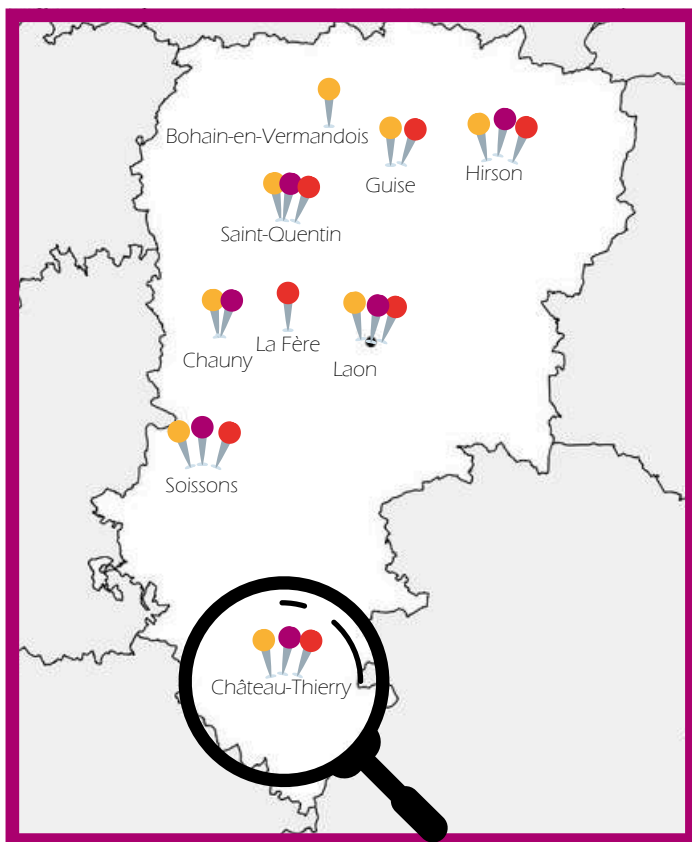 Bohain-en-Vermandois
Guise
Hirson
Saint-Quentin
Chauny
La Fère
Laon
Soissons
Château-Thierry